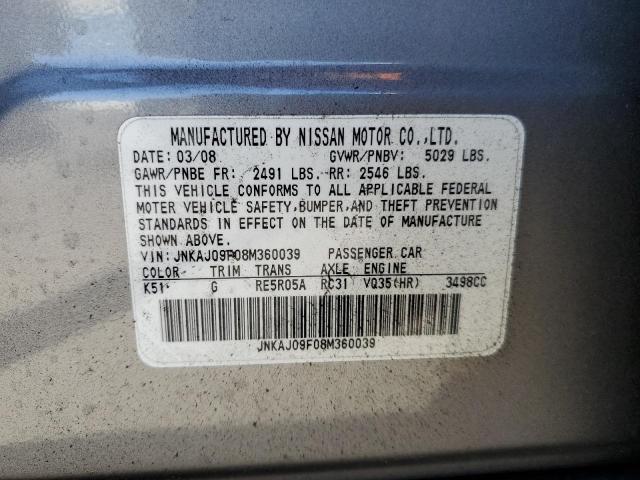 MANUFACTURED BY NISSAN MOTOR CO.,LTD.
DATE: 03/08 GVWR/PNBV: 5029 LBS.
GAWR/PNBE FR: 2491 LBS.-RR: 2546 LBS.
THIS VEHICLE CONFORMS TO ALL APPLICABLE FEDERAL
MOTOR VEHICLE SAFETY, BUMPER, AND THEFT PREVENTION
STANDARDS IN EFFECT ON THE DATE OF MANUFACTURE
SHOWN ABOVE.
VIN: JNKAJ09F08M360039 PASSENGER CAR
COLOR TRIM TRANS AXLE ENGINE
K51 G RE5R05A RC31 VQ35(HR) 3498CC
JNKAJ09F08M360039